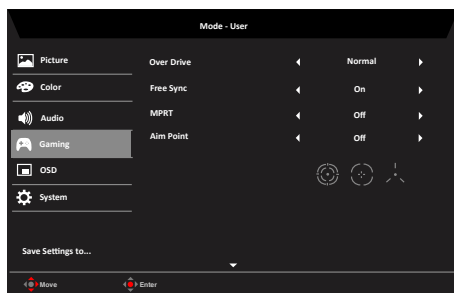 Mode - User
Picture
Color
Audio
Gaming
OSD
System
Save Settings to...
Over Drive Normal
Free Sync On
MPRT Off
Aim Point Off
Move Enter